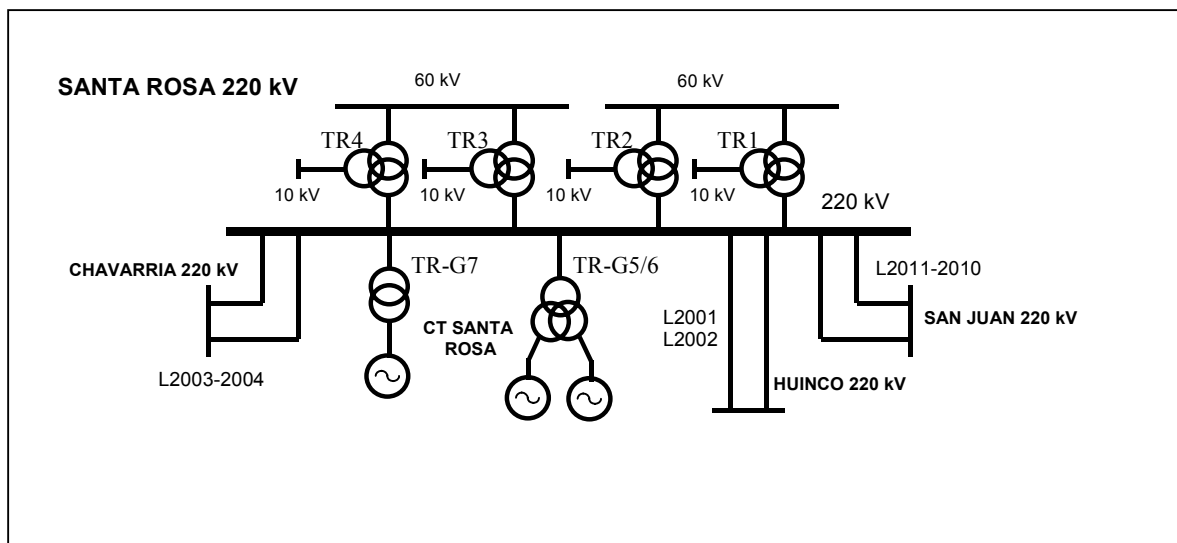 60 kV
60 kV
SANTA ROSA 220 kV
TR4
TR3
TR2
TR1
10 kV
10 kV
10 kV
10 kV
220 kV
CHAVARRIA 220 kV
TR-G7
TR-G5/6
L2011-2010
L2001
L2002
SAN JUAN 220 kV
CT SANTA
ROSA
L2003-2004
HUINCO 220 kV